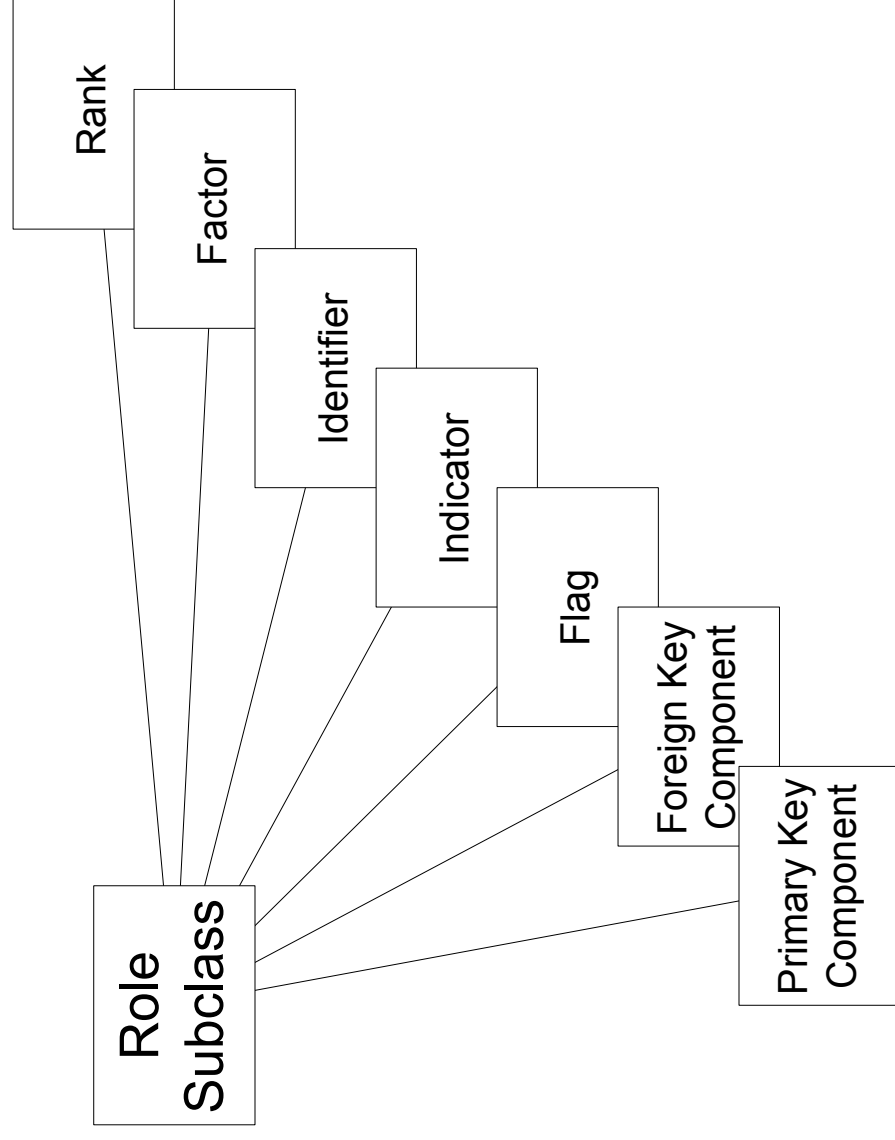 Role
Subclass
Primary Key
Component
Foreign Key
Component
Flag
Indicator
Identifier
Factor
Rank